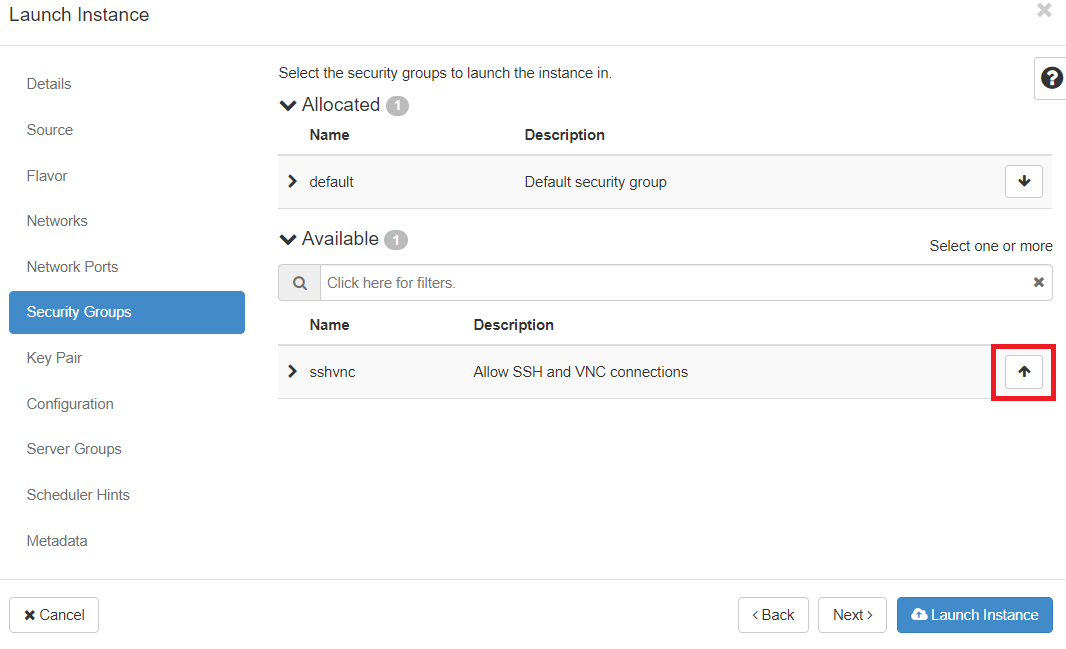 Launch Instance
Details
Source
Flavor
Networks
Network Ports
Security Groups
Key Pair
Configuration
Server Groups
Scheduler Hints
Metadata
Select the security groups to launch the instance in.
Allocated 1
Name Description
default Default security group
Available 1
Select one or more
Click here for filters.
Name Description
sshvnc Allow SSH and VNC connections
Cancel
Back
Next
Launch Instance